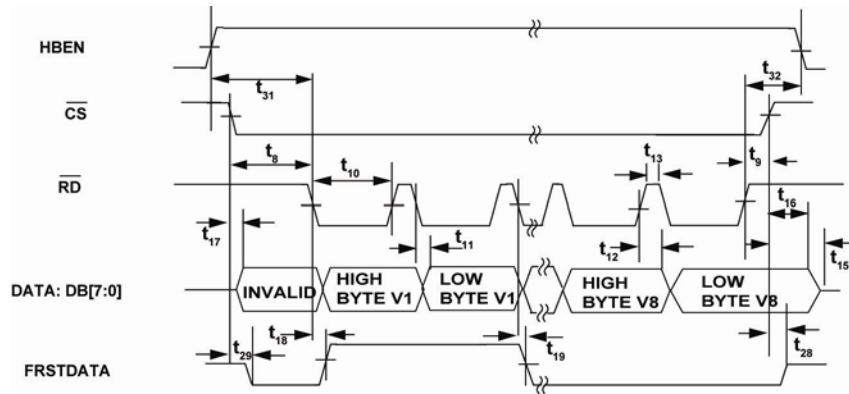 HBEN
t32
t31
CS
t8
t10
t13
t9
RD
t16
t17
t11
t12
t15
DATA: DB[7:0]
INVALID
HIGH BYTE V1
LOW BYTE V1
HIGH BYTE V8
LOW BYTE V8
t18
t29
t19
t28
FRSTDATA